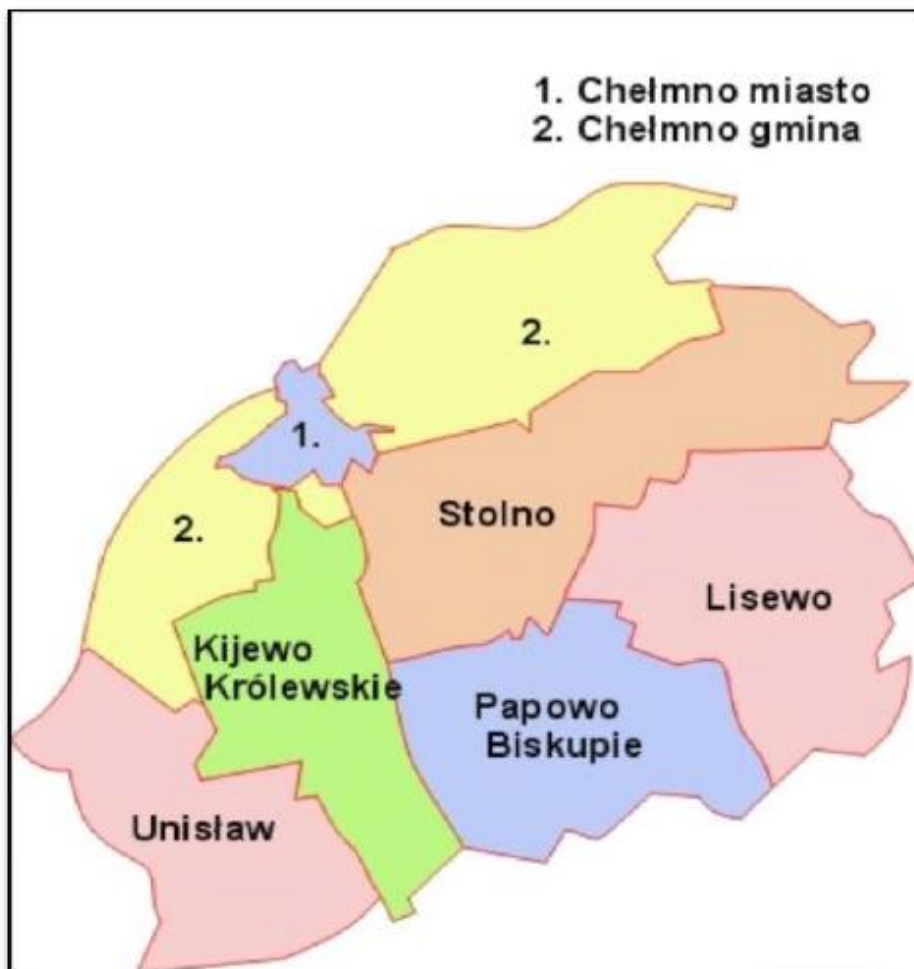 1. Chełmno miasto
2. Chełmno gmina
2.
1.
2.
Stolno
Lisewo
Kijewo
Królewskie
Papowo
Biskupie
Unisław